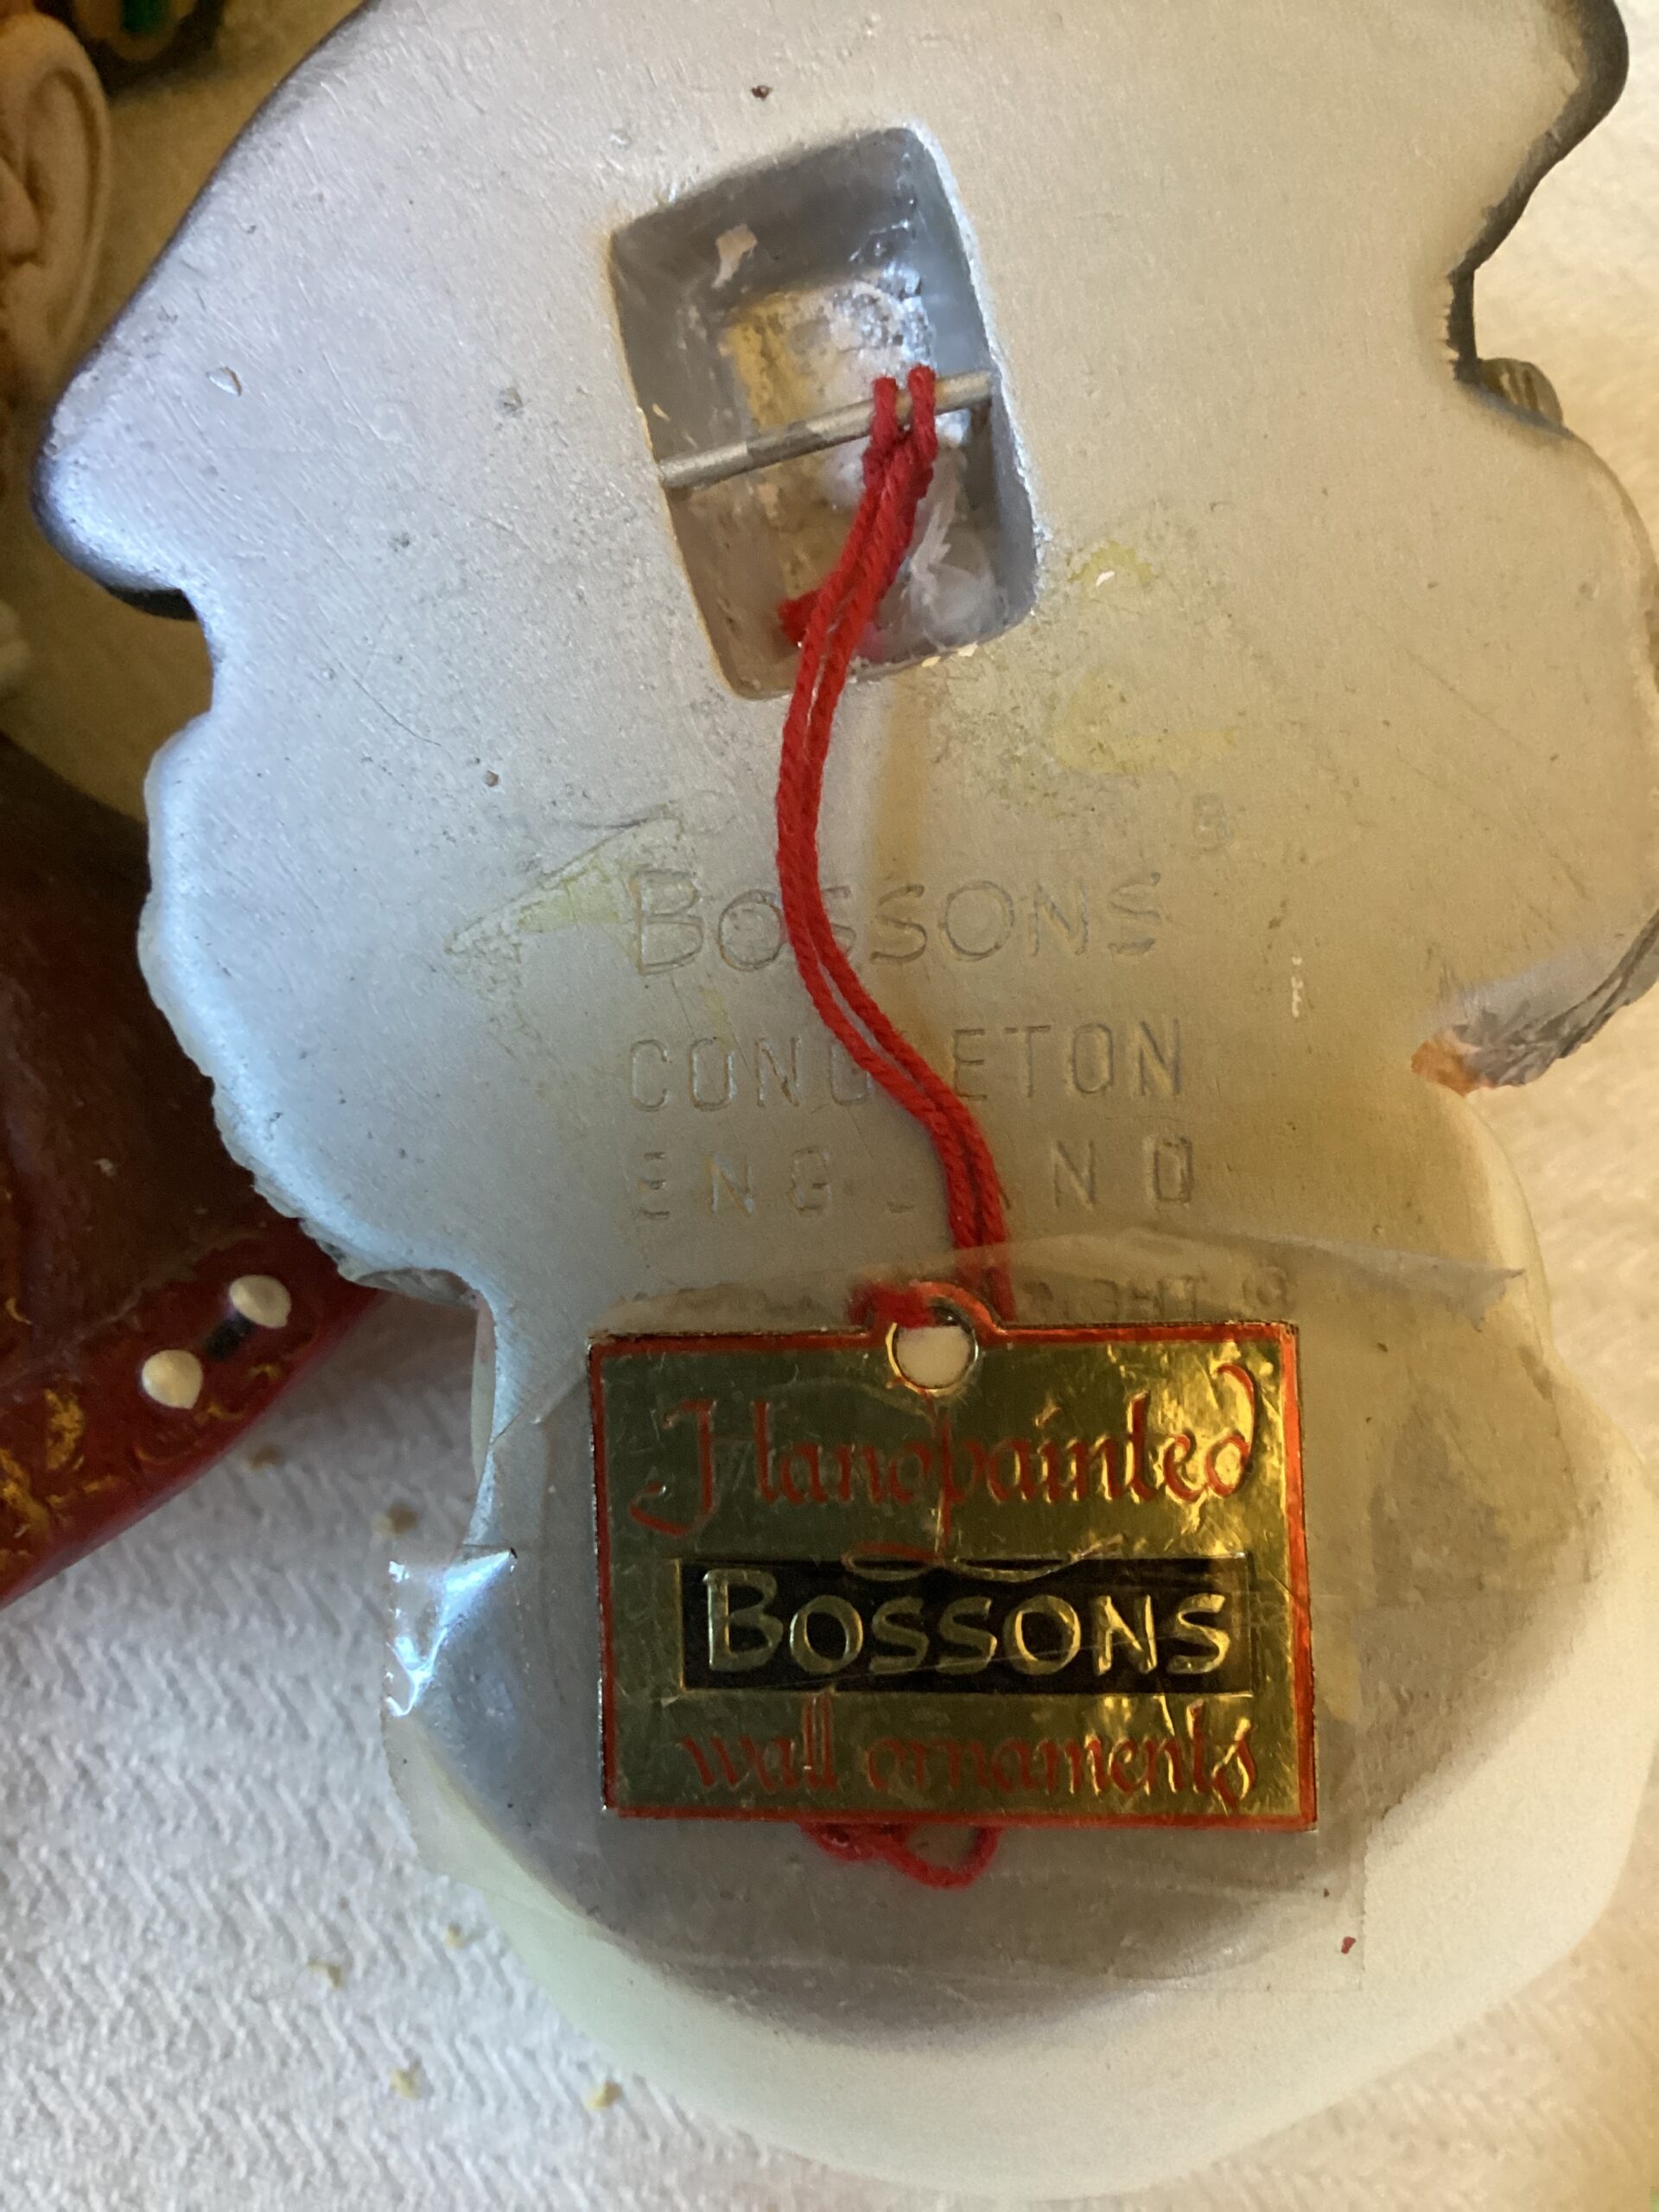 BOSSONS
CONGLETON
ENGLAND
Handpainted
BOSSONS
wall ornaments